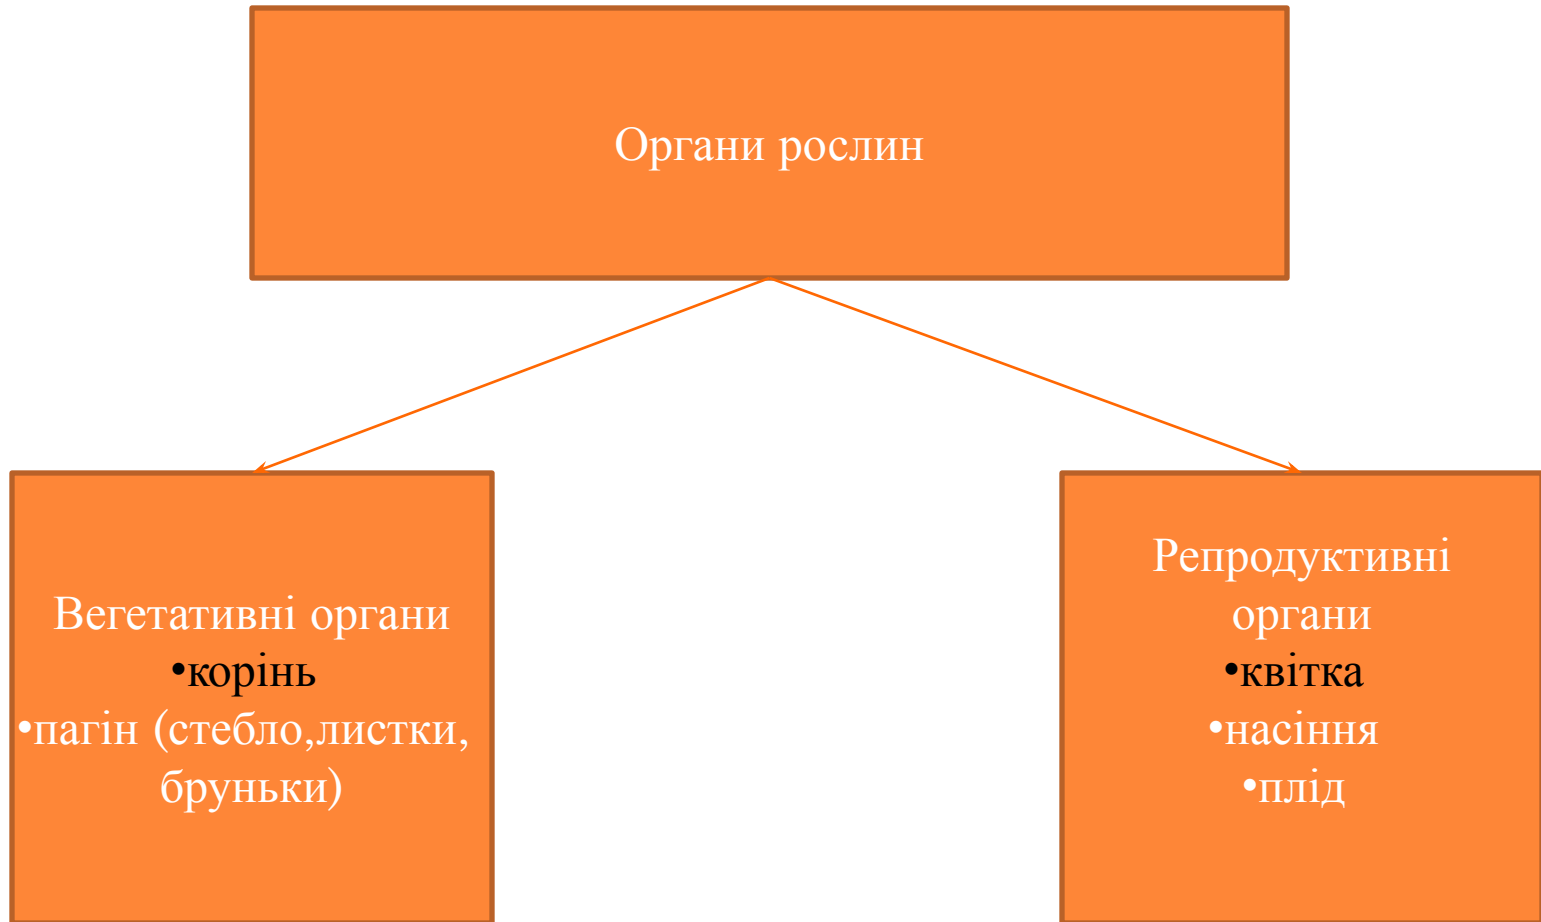 Органи рослин
Вегетативні органи
•корінь
•пагін (стебло,листки,
бруньки)
Репродуктивні
органи
•квітка
•насіння
•плід